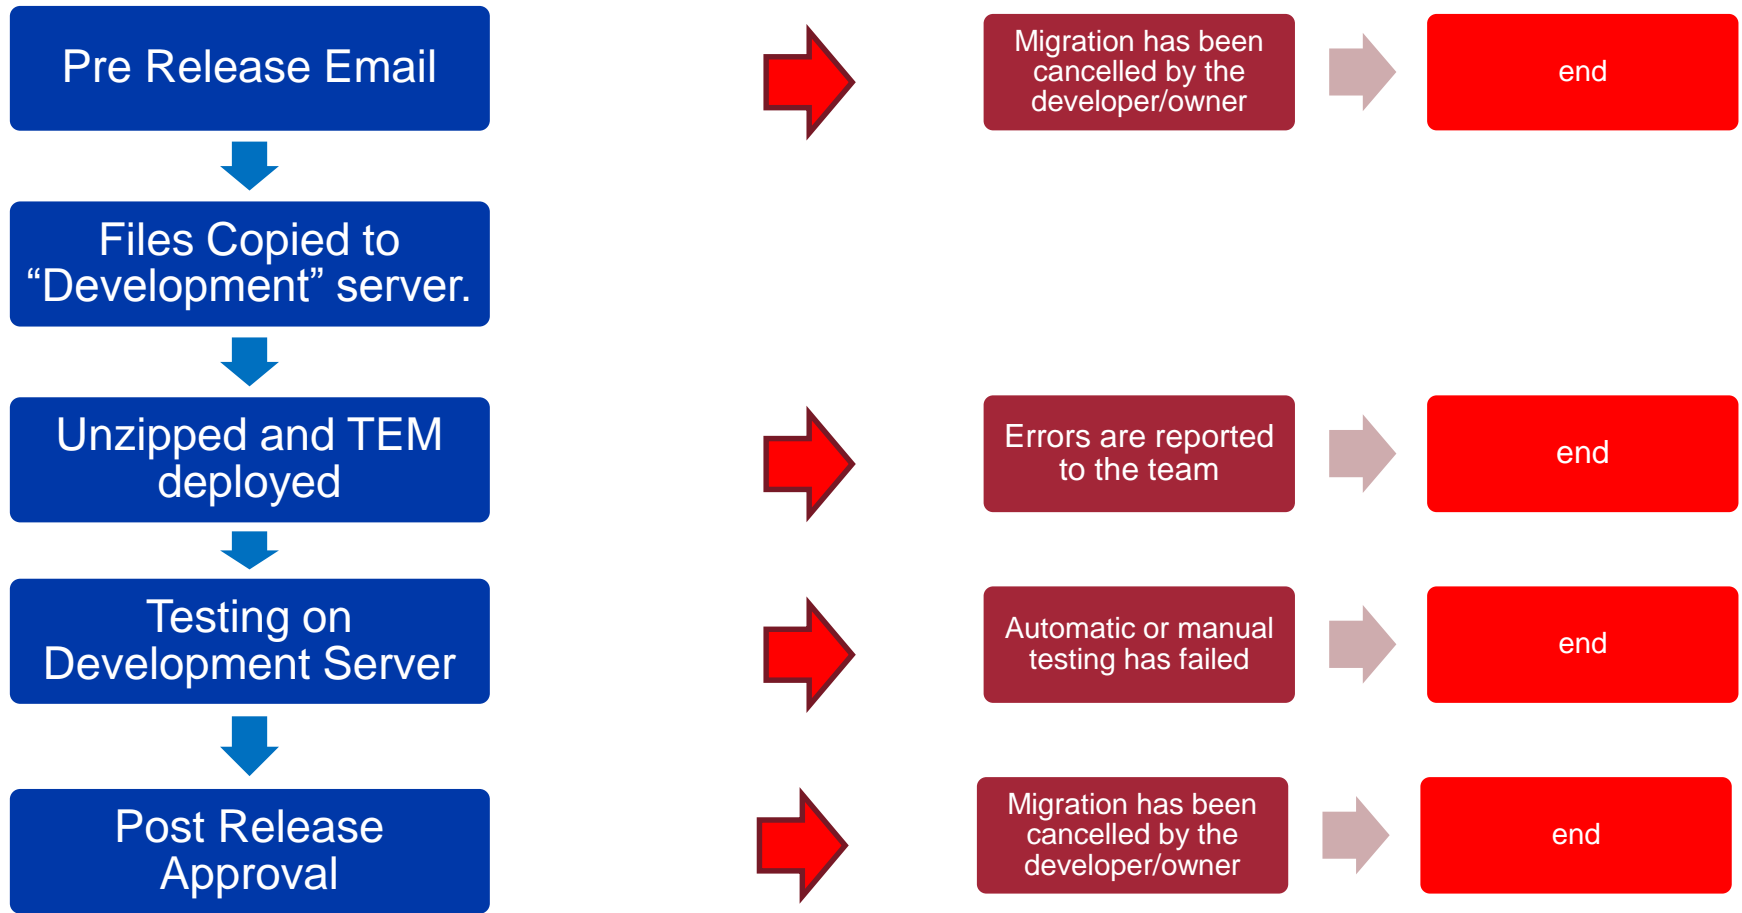 Pre Release Email
Migration has been
cancelled by the
developer/owner
end
Files Copied to
“Development” server.
Unzipped and TEM
deployed
Errors are reported
to the team
end
Testing on
Development Server
Automatic or manual
testing has failed
end
Post Release
Approval
Migration has been
cancelled by the
developer/owner
end